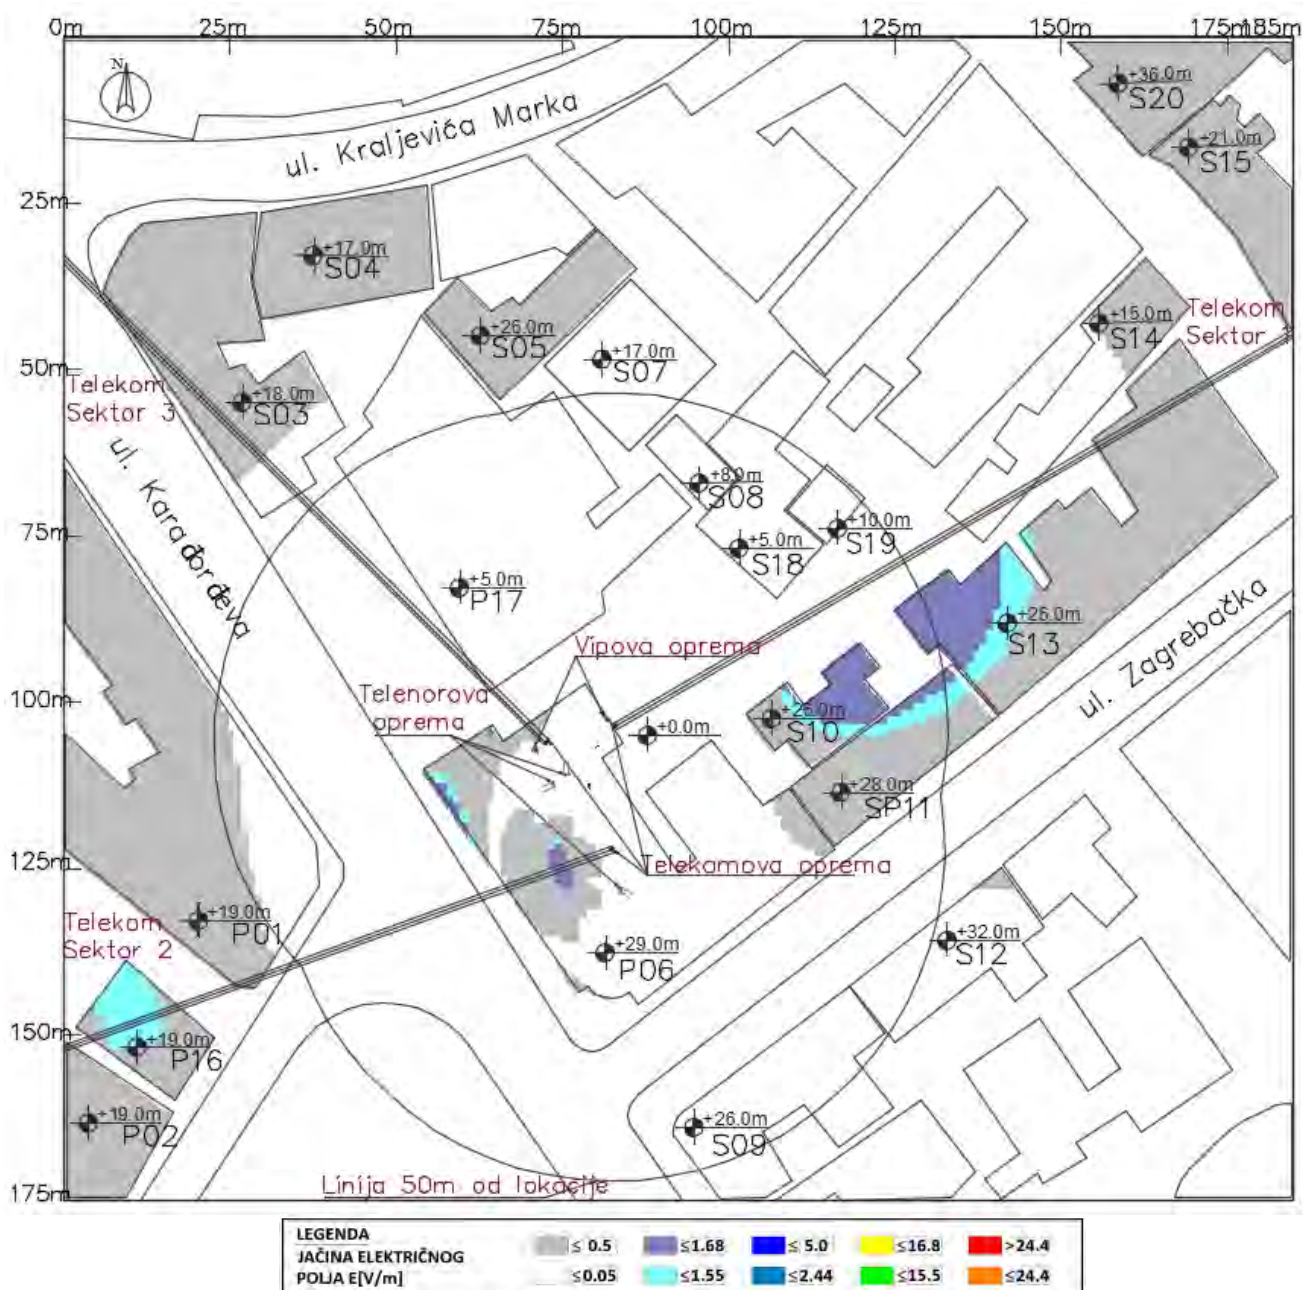 0m 25m 50m 75m 100m 125m 150m 175m 185m
N
ul. Kraljevića Marka
+36.0m
S20
+21.0m
S15
25m
+17.0m
S04
+26.0m
S05
+17.0m
S07
+15.0m
S14
Telekom
Sektor
50m
Telekom
Sektor 3
+18.0m
S03
ul. Karađorđeva
+8.0m
S08
+10.0m
S19
+5.0m
S18
75m
+5.0m
P17
+25.0m
S13
ul. Zagrebačka
Vipova oprema
Telenorova
oprema
100m
+25.0m
S10
+0.0m
+28.0m
SP11
125m
Telekomova oprema
+19.0m
P01
Telekom
Sektor 2
+29.0m
P06
+32.0m
S12
150m
+19.0m
P16
+19.0m
P02
+26.0m
S09
175m
Linija 50m od lokacije
LEGENDA
JAČINA ELEKTRIČNOG
POLJA E[V/m]
≤ 0.5 ≤1.68 ≤ 5.0 ≤16.8 >24.4
≤0.05 ≤1.55 ≤2.44 ≤15.5 ≤24.4